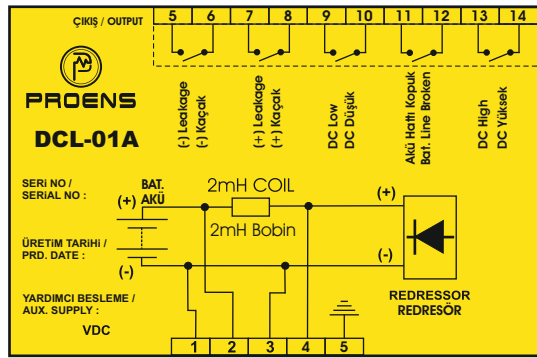 ÇIKIŞ / OUTPUT 5 6 7 8 9 10 11 12 13 14
PROENS
DCL-01A
(-) Leakage
(-) Kaçak
(+) Leakage
(+) Kaçak
DC Low
DC Düşük
Akü Hattı Kopuk
Bat. Line Broken
DC High
DC Yüksek
SERİ NO /
SERİAL NO :
BAT.
AKÜ
(+)
(-)
2mH COIL
2mH Bobin
(+)
(-)
ÜRETİM TARİHİ /
PRD. DATE :
REDRESSOR
REDRESÖR
YARDIMCI BESLEME /
AUX. SUPPLY :
VDC
1 2 3 4 5